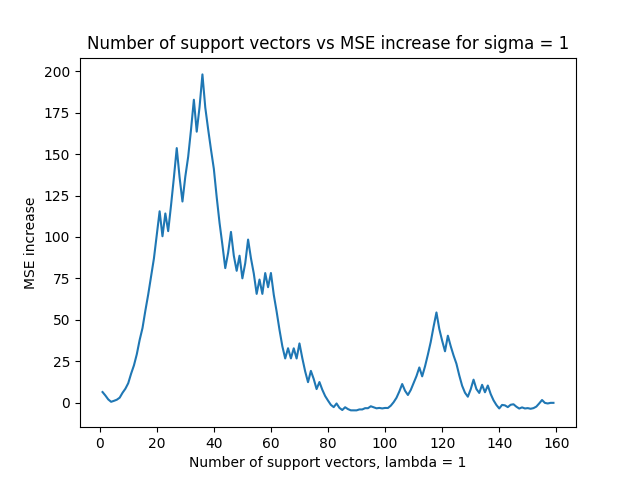 Number of support vectors vs MSE increase for sigma = 1
200
175
150
125
100
75
50
25
0
MSE increase
0 20 40 60 80 100 120 140 160
Number of support vectors, lambda = 1